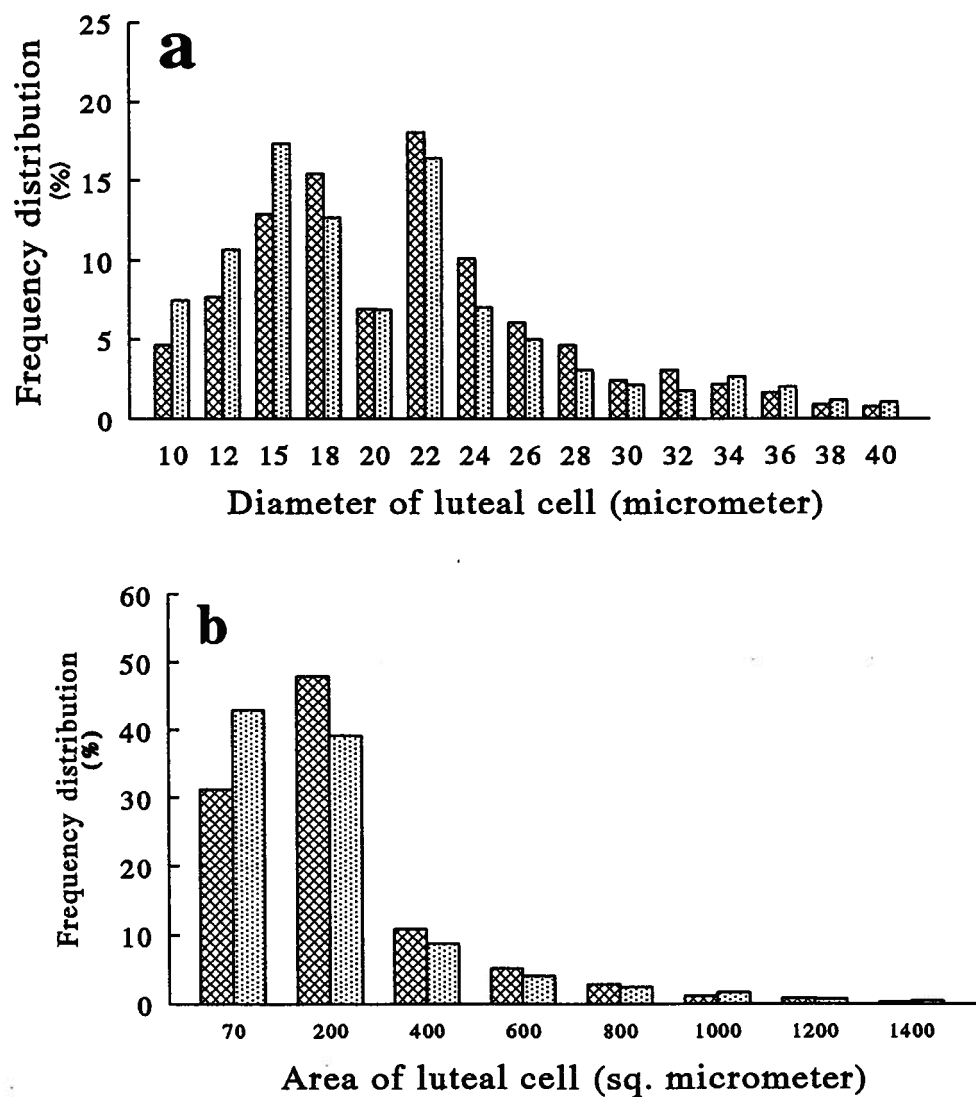 a
Frequency distribution
(%)
25
20
15
10
5
0
10 12 15 18 20 22 24 26 28 30 32 34 36 38 40
Diameter of luteal cell (micrometer)
b
Frequency distribution
(%)
60
50
40
30
20
10
0
70 200 400 600 800 1000 1200 1400
Area of luteal cell (sq. micrometer)